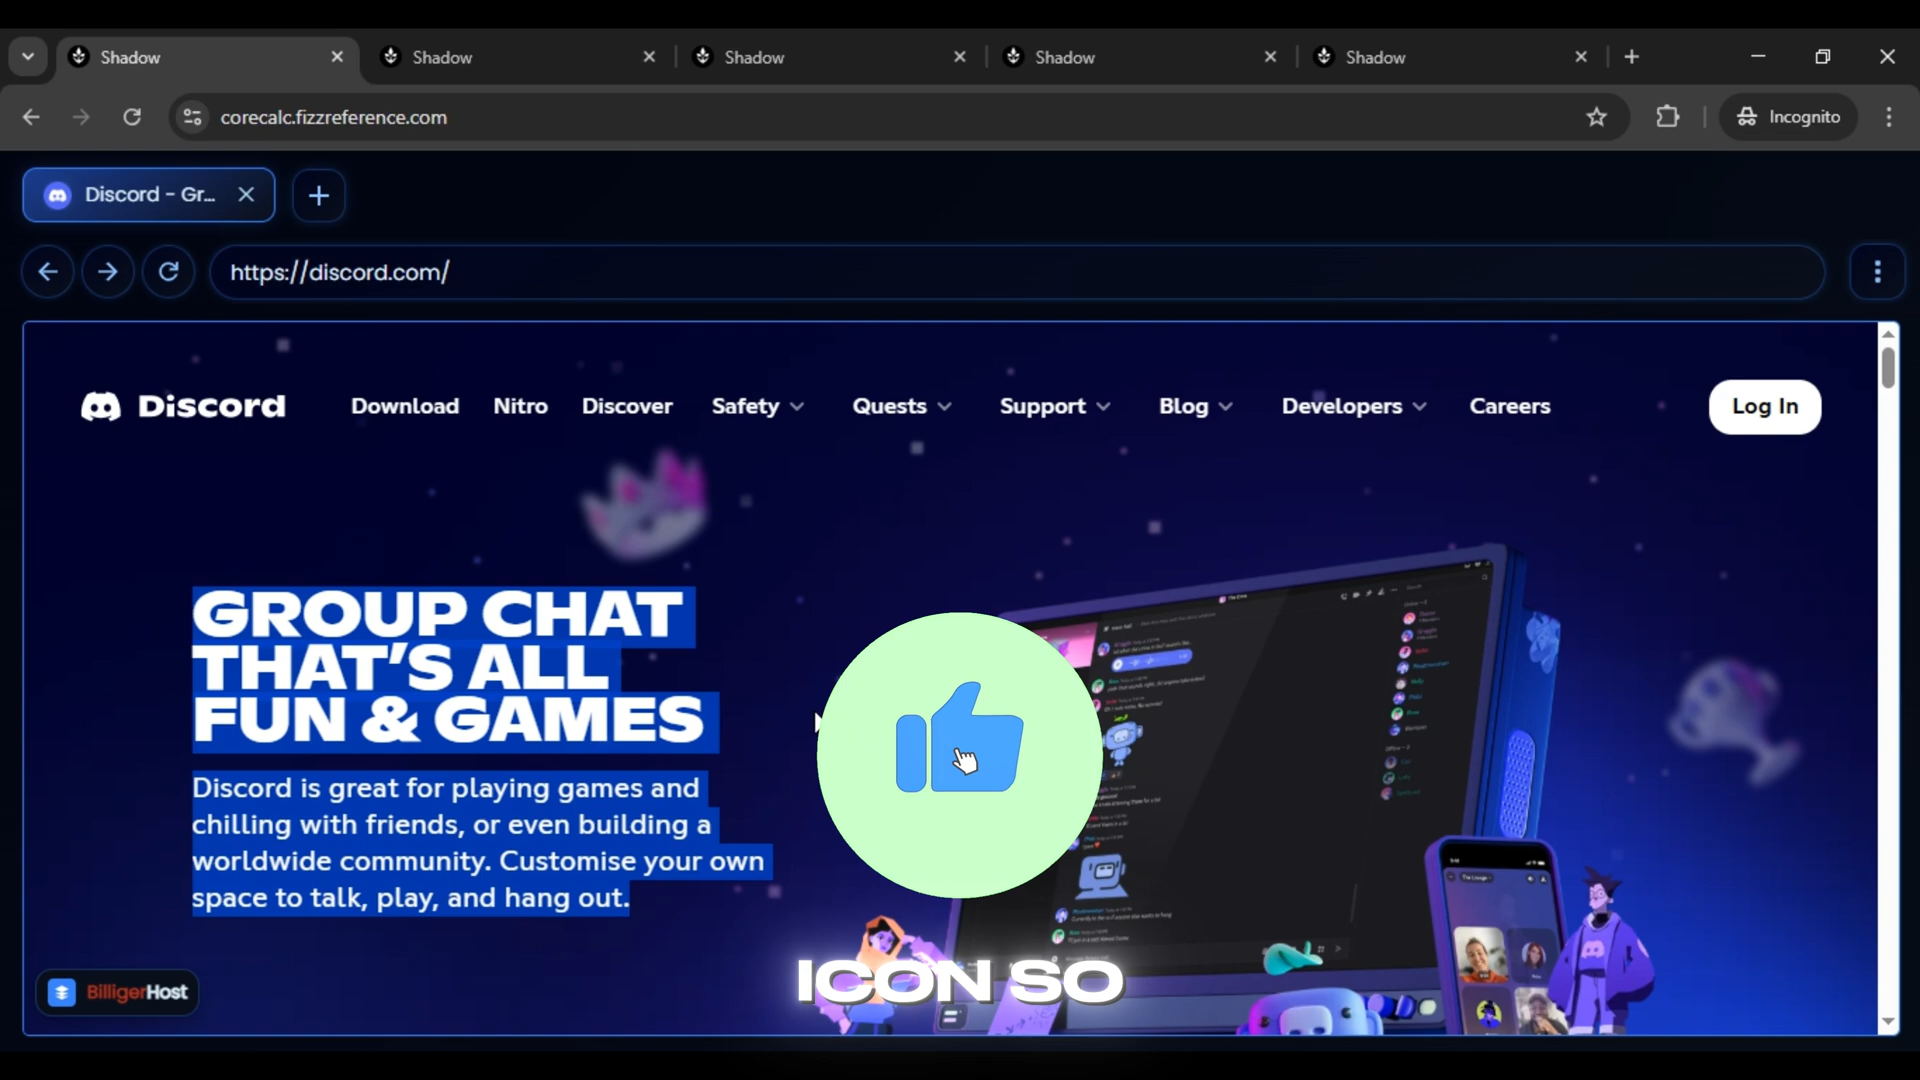 Shadow
Shadow
Shadow
Shadow
Shadow
corecalc.fizzreference.com
Incognito
Discord - Gr...
https://discord.com/
Discord
Download
Nitro
Discover
Safety
Quests
Support
Blog
Developers
Careers
Log In
GROUP CHAT
THAT'S ALL
FUN & GAMES
Discord is great for playing games and
chilling with friends, or even building a
worldwide community. Customise your own
space to talk, play, and hang out.
BilligerHost
ICON SO